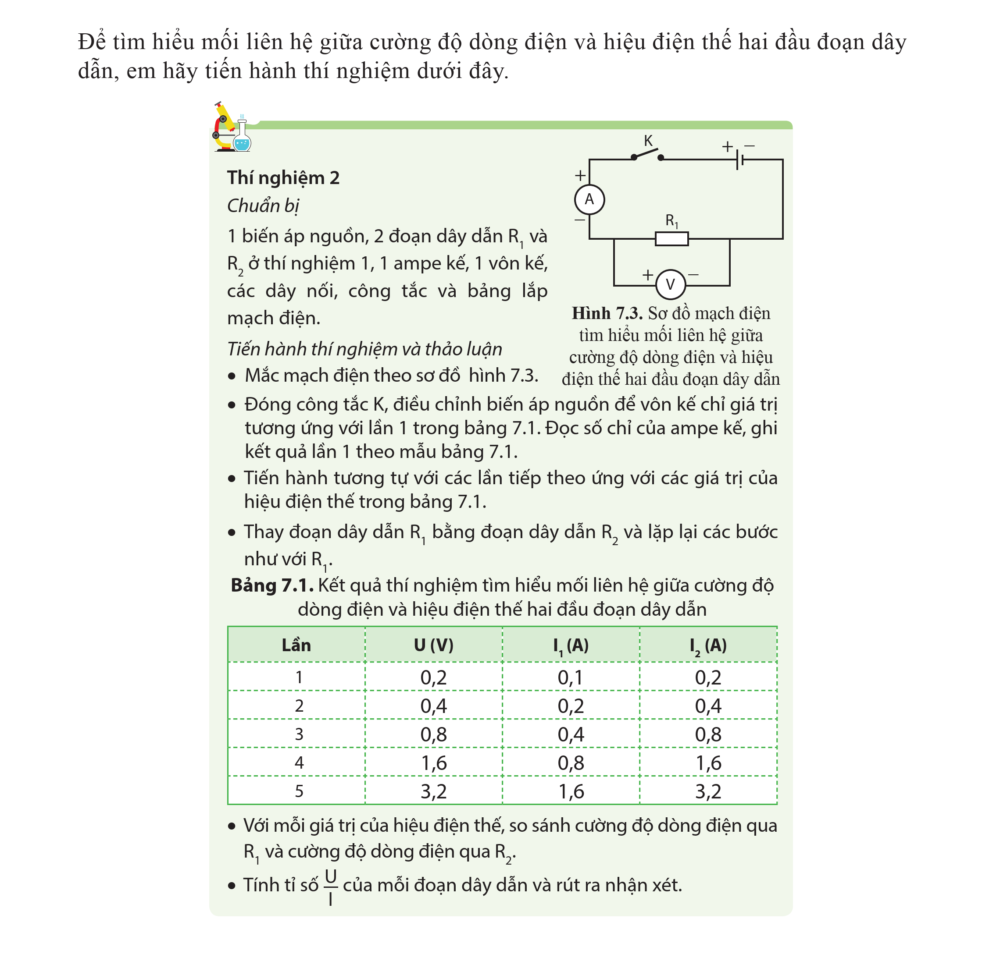 Để tìm hiểu mối liên hệ giữa cường độ dòng điện và hiệu điện thế hai đầu đoạn dây
dẫn, em hãy tiến hành thí nghiệm dưới đây.
Thí nghiệm 2
Chuẩn bị
1 biến áp nguồn, 2 đoạn dây dẫn R₁ và
R₂ ở thí nghiệm 1, 1 ampe kế, 1 vôn kế,
các dây nối, công tắc và bảng lắp
mạch điện.
Tiến hành thí nghiệm và thảo luận
• Mắc mạch điện theo sơ đồ hình 7.3.
K
+ −
+
A
−
R₁
+ V −
Hình 7.3. Sơ đồ mạch điện
tìm hiểu mối liên hệ giữa
cường độ dòng điện và hiệu
điện thế hai đầu đoạn dây dẫn
• Đóng công tắc K, điều chỉnh biến áp nguồn để vôn kế chỉ giá trị
tương ứng với lần 1 trong bảng 7.1. Đọc số chỉ của ampe kế, ghi
kết quả lần 1 theo mẫu bảng 7.1.
• Tiến hành tương tự với các lần tiếp theo ứng với các giá trị của
hiệu điện thế trong bảng 7.1.
• Thay đoạn dây dẫn R₁ bằng đoạn dây dẫn R₂ và lặp lại các bước
như với R₁.
Bảng 7.1. Kết quả thí nghiệm tìm hiểu mối liên hệ giữa cường độ
dòng điện và hiệu điện thế hai đầu đoạn dây dẫn
Lần U (V) I₁ (A) I₂ (A)
1 0,2 0,1 0,2
2 0,4 0,2 0,4
3 0,8 0,4 0,8
4 1,6 0,8 1,6
5 3,2 1,6 3,2
• Với mỗi giá trị của hiệu điện thế, so sánh cường độ dòng điện qua
R₁ và cường độ dòng điện qua R₂.
• Tính tỉ số U/I của mỗi đoạn dây dẫn và rút ra nhận xét.